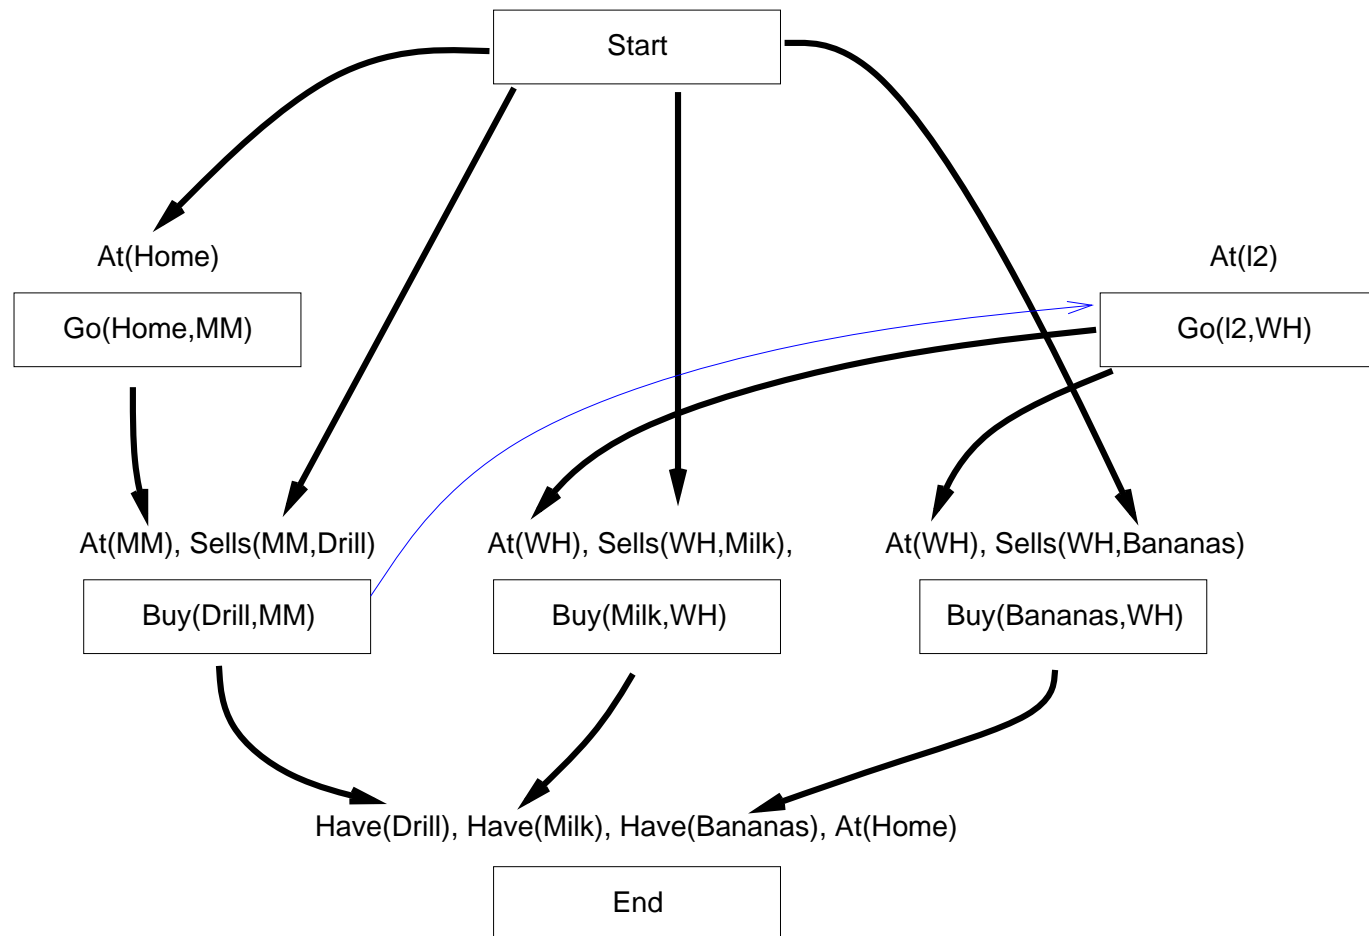 Start
At(Home)
At(l2)
Go(Home,MM)
Go(l2,WH)
At(MM), Sells(MM,Drill)
At(WH), Sells(WH,Milk),
At(WH), Sells(WH,Bananas)
Buy(Drill,MM)
Buy(Milk,WH)
Buy(Bananas,WH)
Have(Drill), Have(Milk), Have(Bananas), At(Home)
End